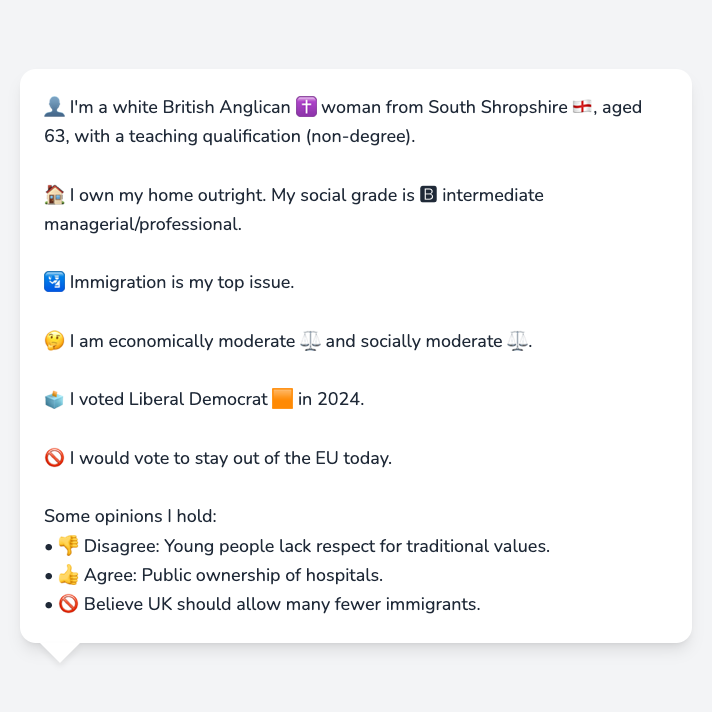 👤 I'm a white British Anglican ✝️ woman from South Shropshire 🏴󠁧󠁢󠁥󠁮󠁧󠁿, aged
63, with a teaching qualification (non-degree).
🏠 I own my home outright. My social grade is 🅱 intermediate
managerial/professional.
🛂 Immigration is my top issue.
🤔 I am economically moderate ⚖️ and socially moderate ⚖️.
🗳️ I voted Liberal Democrat 🟧 in 2024.
🚫 I would vote to stay out of the EU today.
Some opinions I hold:
• 👎 Disagree: Young people lack respect for traditional values.
• 👍 Agree: Public ownership of hospitals.
• 🚫 Believe UK should allow many fewer immigrants.